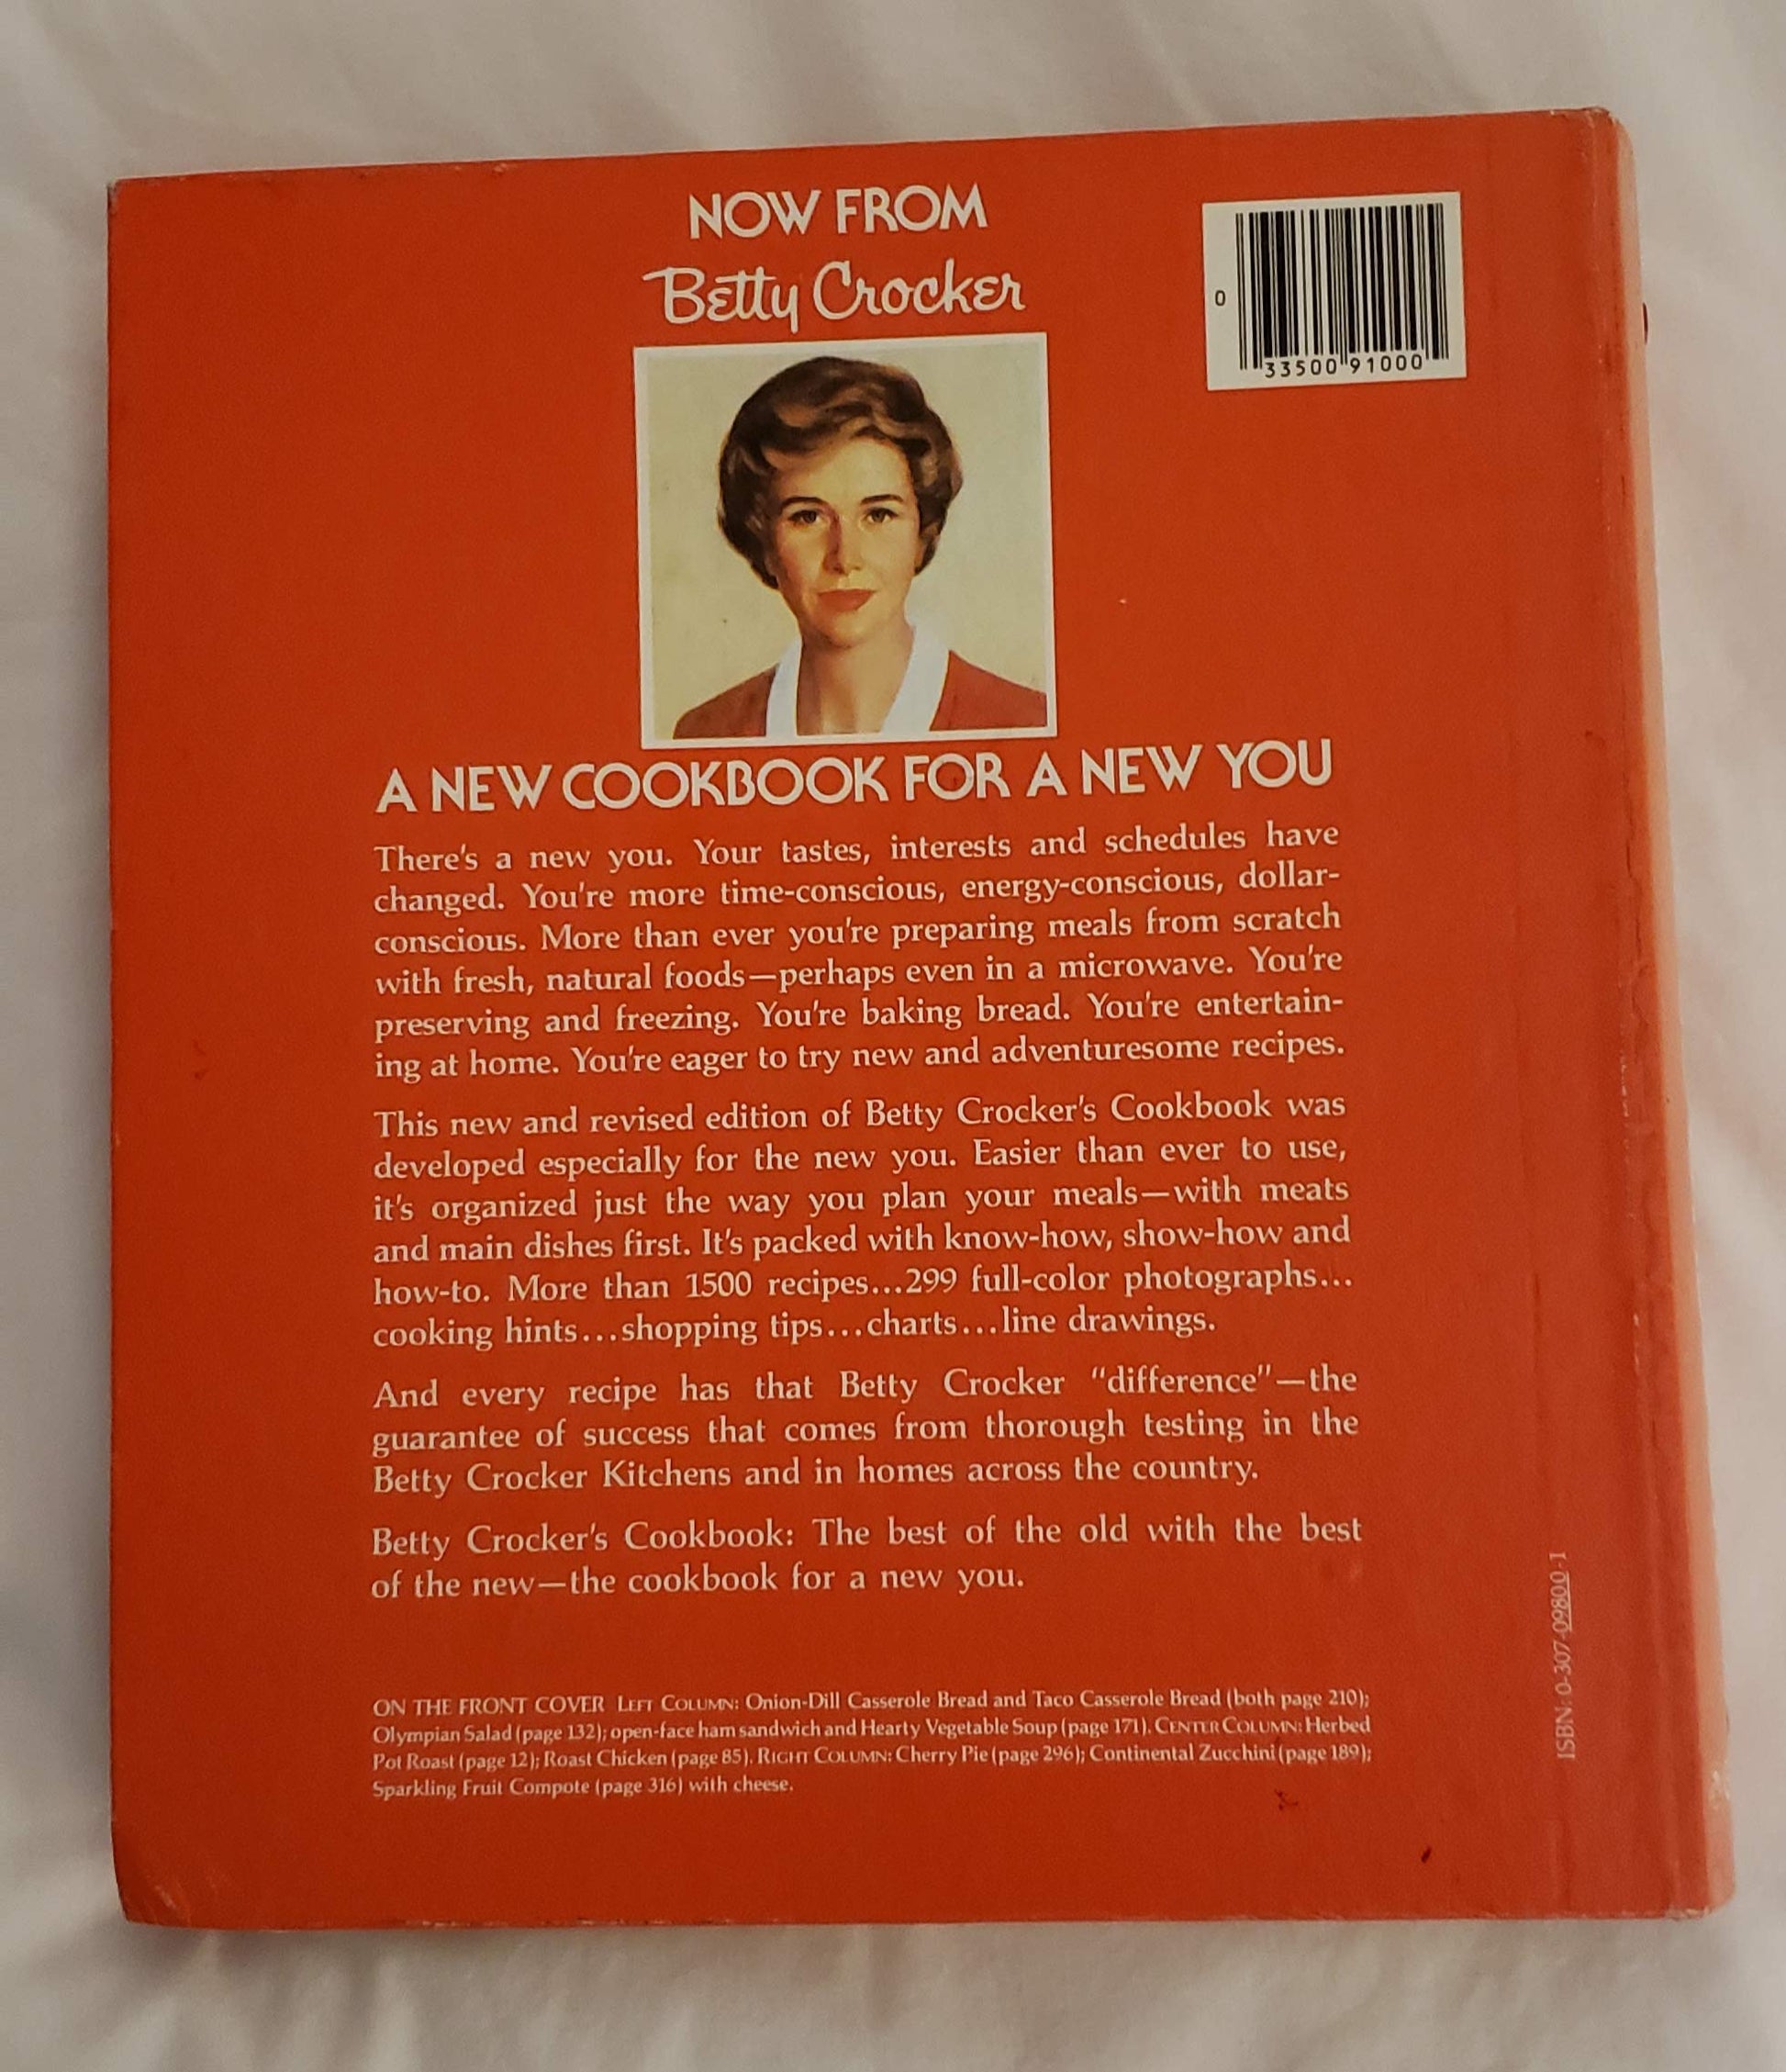 NOW FROM
Betty Crocker
0
33500 91000
A NEW COOKBOOK FOR A NEW YOU
There's a new you. Your tastes, interests and schedules have
changed. You're more time-conscious, energy-conscious, dollar-
conscious. More than ever you're preparing meals from scratch
with fresh, natural foods—perhaps even in a microwave. You're
preserving and freezing. You're baking bread. You're entertain-
ing at home. You're eager to try new and adventuresome recipes.
This new and revised edition of Betty Crocker's Cookbook was
developed especially for the new you. Easier than ever to use,
it's organized just the way you plan your meals—with meats
and main dishes first. It's packed with know-how, show-how and
how-to. More than 1500 recipes...299 full-color photographs...
cooking hints...shopping tips...charts...line drawings.
And every recipe has that Betty Crocker "difference"—the
guarantee of success that comes from thorough testing in the
Betty Crocker Kitchens and in homes across the country.
Betty Crocker's Cookbook: The best of the old with the best
of the new—the cookbook for a new you.
ON THE FRONT COVER LEFT COLUMN: Onion-Dill Casserole Bread and Taco Casserole Bread (both page 210);
Olympian Salad (page 132); open-face ham sandwich and Hearty Vegetable Soup (page 171). CENTER COLUMN: Herbed
Pot Roast (page 12); Roast Chicken (page 85). RIGHT COLUMN: Cherry Pie (page 296); Continental Zucchini (page 189);
Sparkling Fruit Compote (page 316) with cheese.
ISBN: 0-307-09800-1